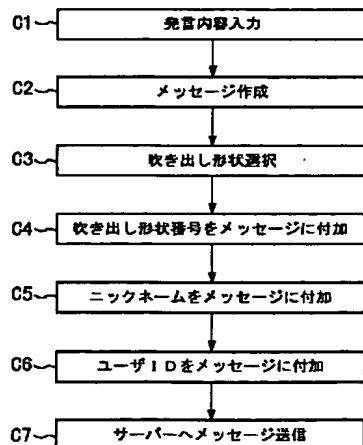 C1 発言内容入力
C2 メッセージ作成
C3 吹き出し形状選択
C4 吹き出し形状番号をメッセージに付加
C5 ニックネームをメッセージに付加
C6 ユーザIDをメッセージに付加
C7 サーバーへメッセージ送信